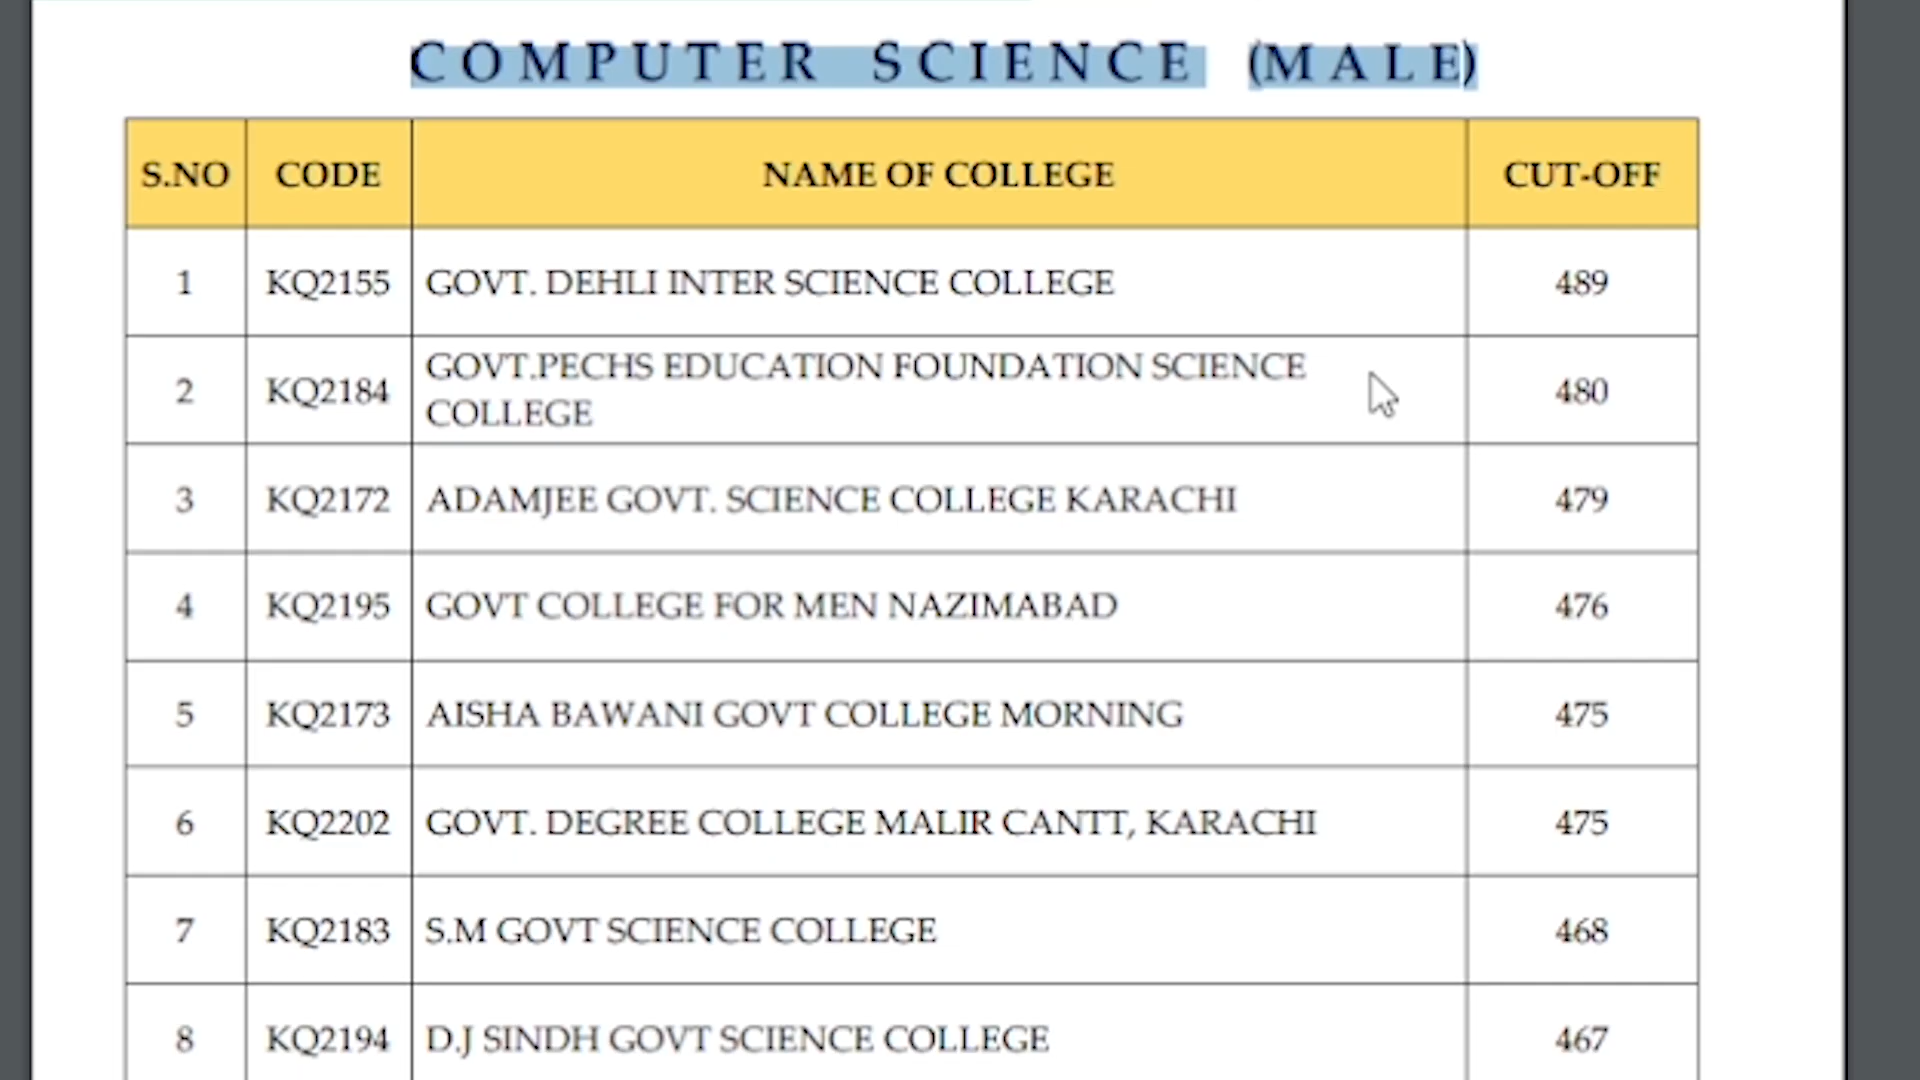 COMPUTER SCIENCE (MALE)
S.NO CODE NAME OF COLLEGE CUT-OFF
1 KQ2155 GOVT. DEHLI INTER SCIENCE COLLEGE 489
2 KQ2184 GOVT.PECHS EDUCATION FOUNDATION SCIENCE
COLLEGE 480
3 KQ2172 ADAMJEE GOVT. SCIENCE COLLEGE KARACHI 479
4 KQ2195 GOVT COLLEGE FOR MEN NAZIMABAD 476
5 KQ2173 AISHA BAWANI GOVT COLLEGE MORNING 475
6 KQ2202 GOVT. DEGREE COLLEGE MALIR CANTT, KARACHI 475
7 KQ2183 S.M GOVT SCIENCE COLLEGE 468
8 KQ2194 D.J SINDH GOVT SCIENCE COLLEGE 467